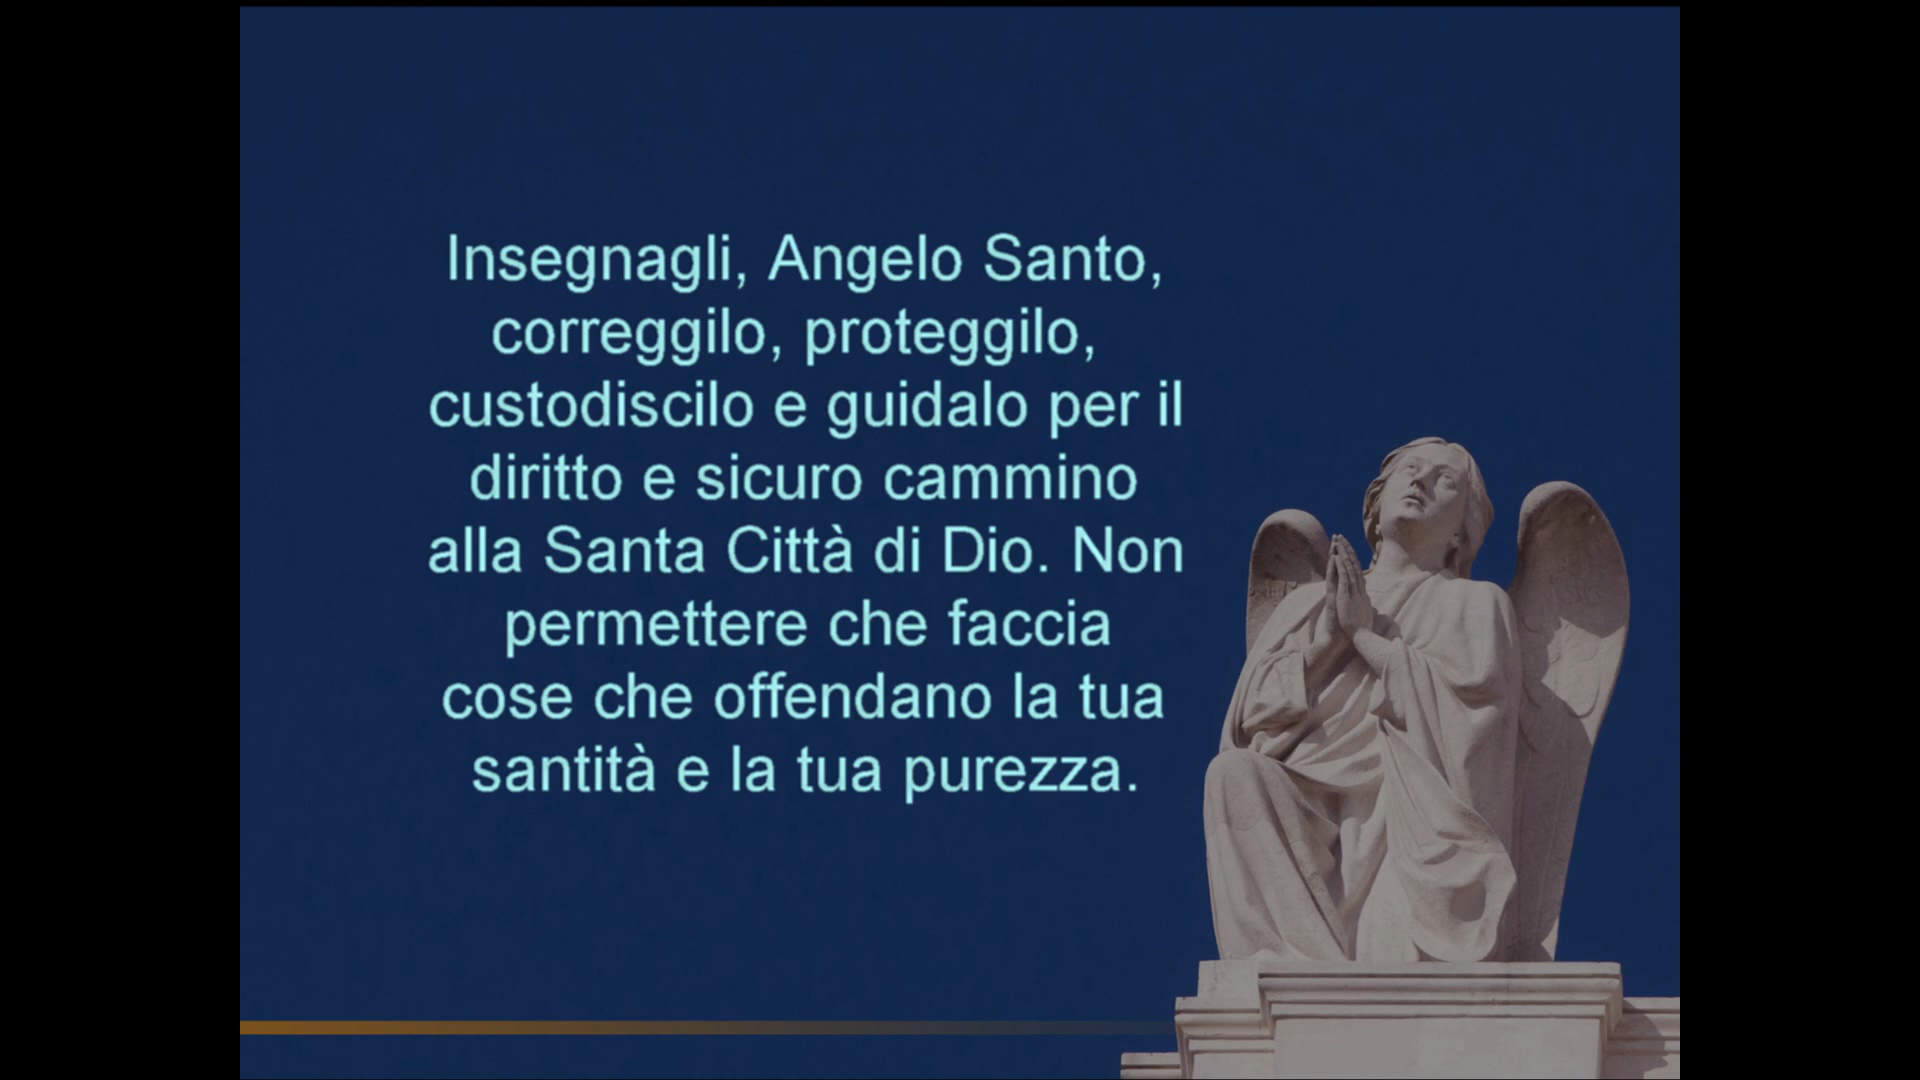 Insegnagli, Angelo Santo,
correggilo, proteggilo,
custodiscilo e guidalo per il
diritto e sicuro cammino
alla Santa Città di Dio. Non
permettere che faccia
cose che offendano la tua
santità e la tua purezza.